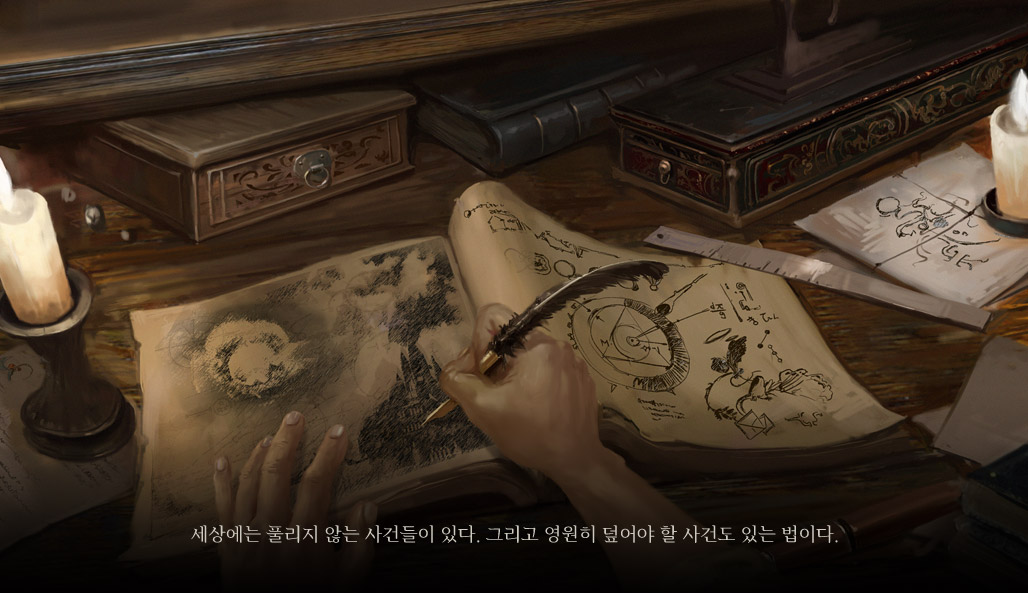 세상에는 풀리지 않는 사건들이 있다. 그리고 영원히 덮어야 할 사건도 있는 법이다.